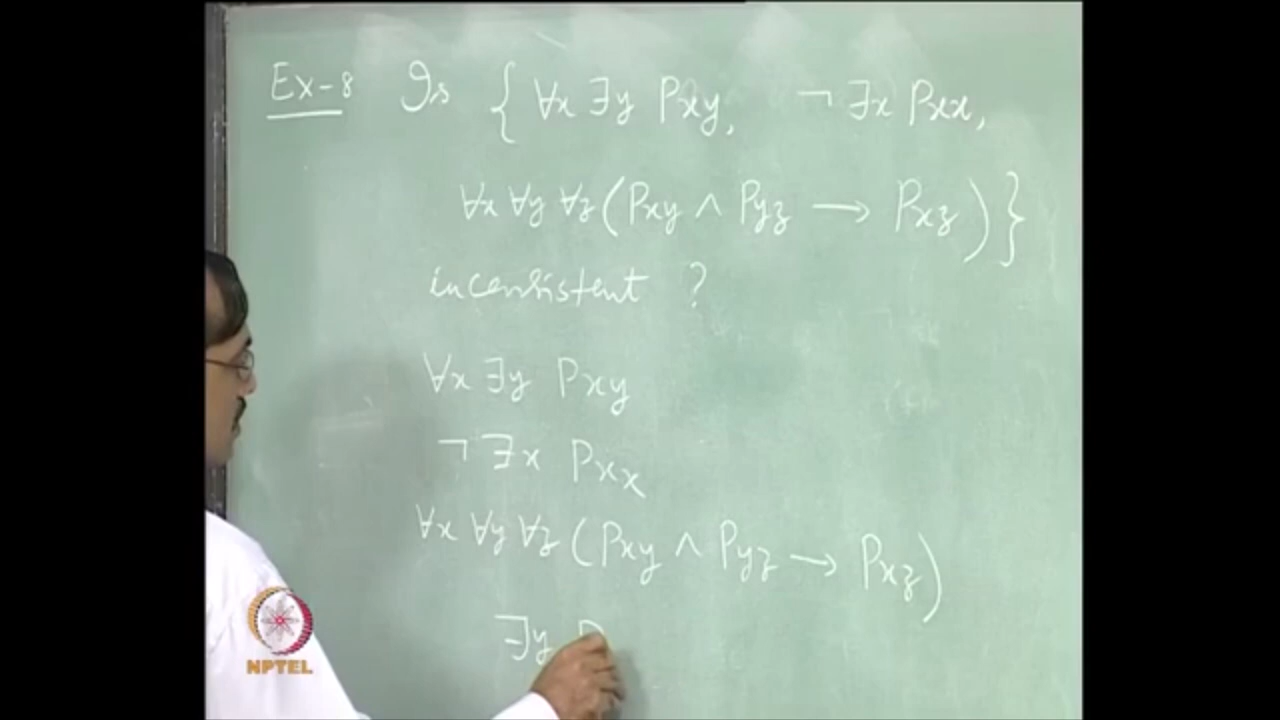 Ex-8 Is { ∀x ∃y Pxy, ¬ ∃x Pxx,
∀x ∀y ∀z (Pxy ∧ Pyz → Pxz) }
inconsistent ?
∀x ∃y Pxy
¬ ∃x Pxx
∀x ∀y ∀z (Pxy ∧ Pyz → Pxz)
∃y
NPTEL